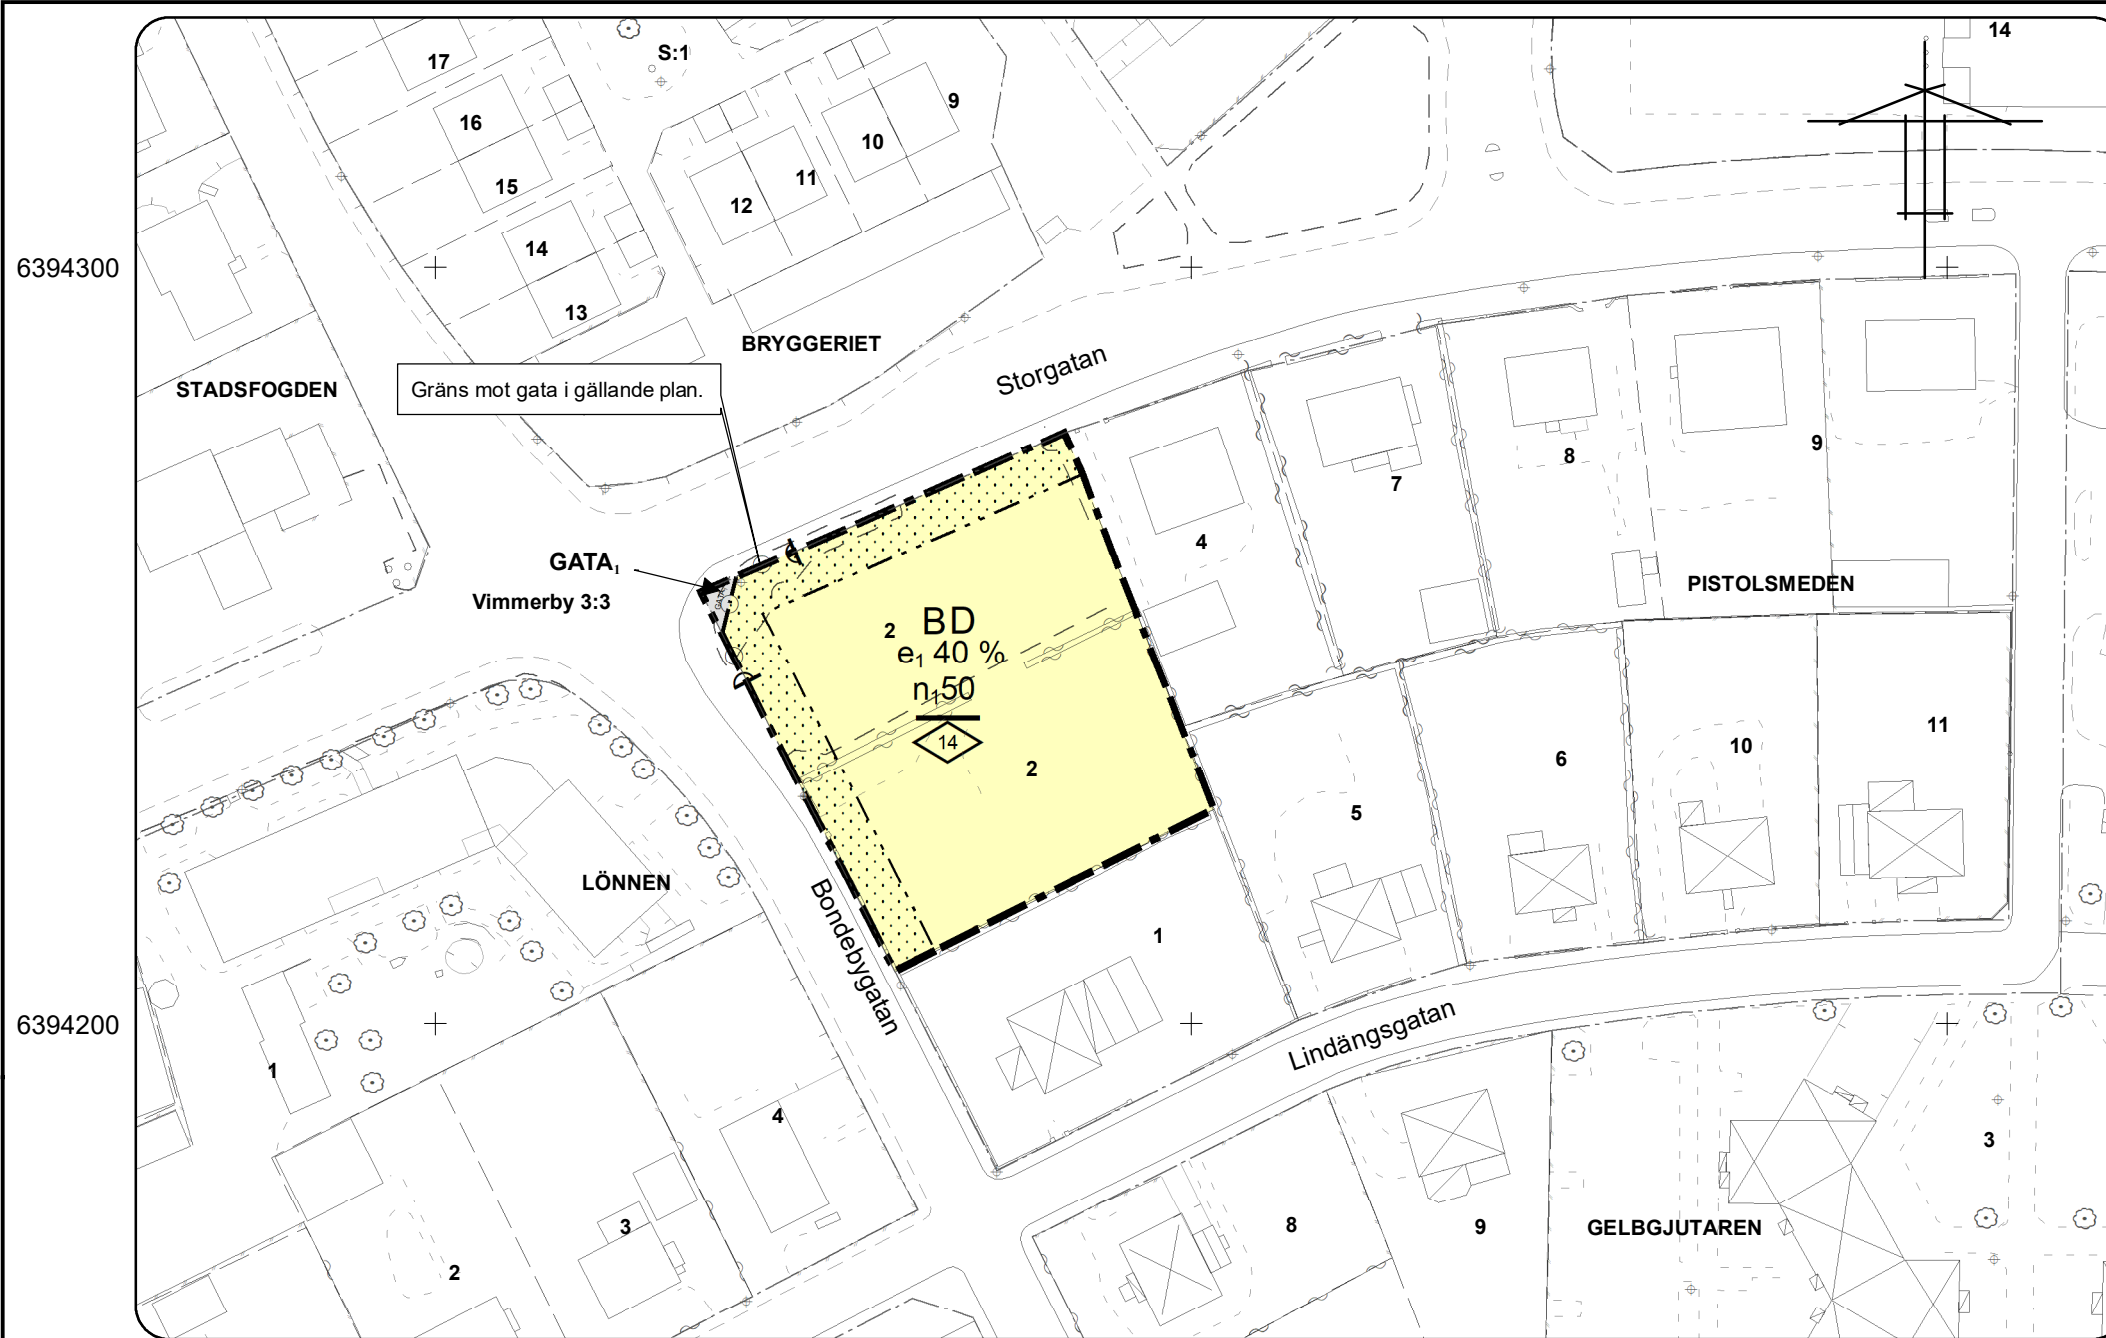 17
S:1
14
16
9
10
15
11
12
14
6394300
13
BRYGGERIET
Storgatan
STADSFOGDEN
Gräns mot gata i gällande plan.
9
8
7
4
GATA₁
PISTOLSMEDEN
Vimmerby 3:3
2 BD
e₁ 40 %
n₁50
14
11
10
6
2
5
LÖNNEN
Bondebygatan
1
6394200
Lindängsgatan
1
4
3
3
8
9
GELBGJUTAREN
2